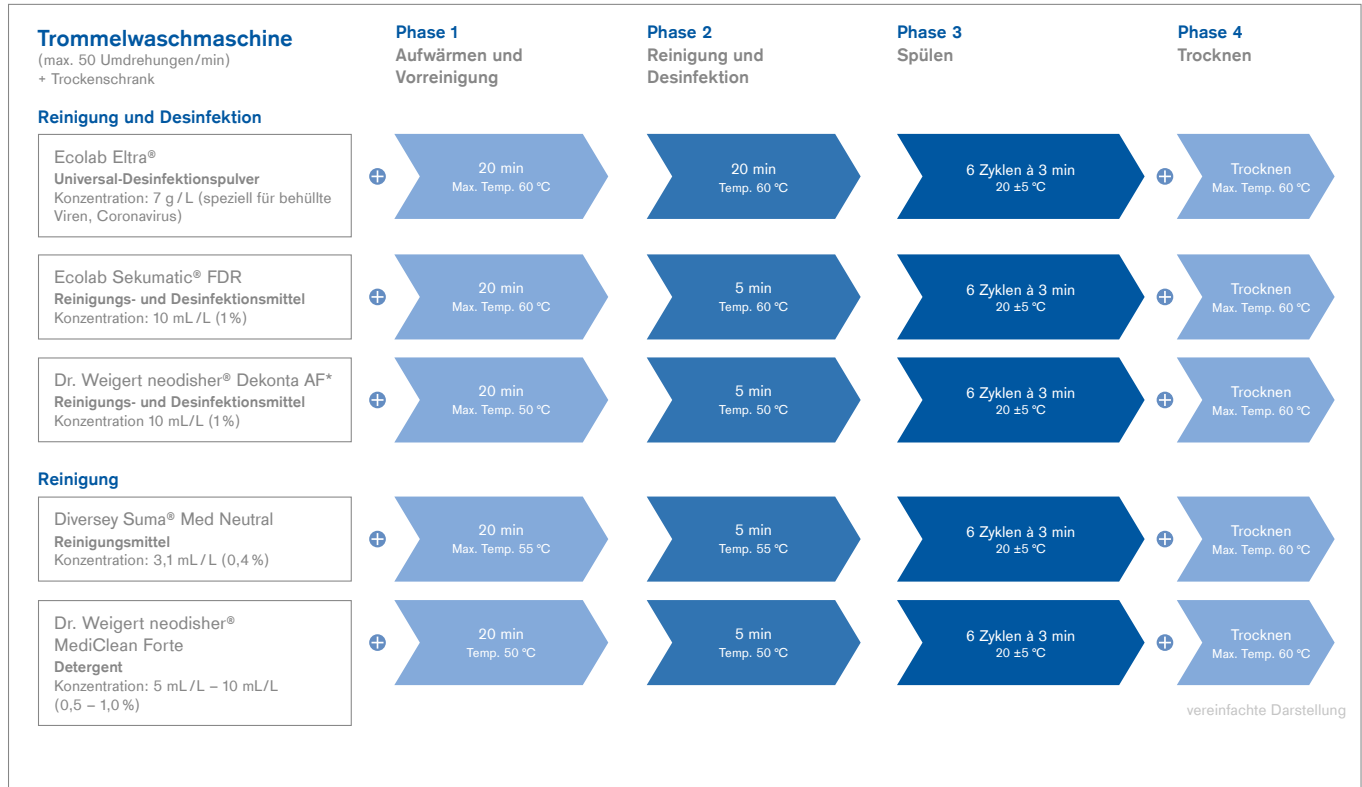 Trommelwaschmaschine
(max. 50 Umdrehungen/min)
+ Trockenschrank
Phase 1
Aufwärmen und
Vorreinigung
Phase 2
Reinigung und
Desinfektion
Phase 3
Spülen
Phase 4
Trocknen
Reinigung und Desinfektion
Ecolab Eltra®
Universal-Desinfektionspulver
Konzentration: 7 g / L (speziell für behüllte
Viren, Coronavirus)
20 min
Max. Temp. 60 °C
20 min
Temp. 60 °C
6 Zyklen à 3 min
20 ±5 °C
Trocknen
Max. Temp. 60 °C
Ecolab Sekumatic® FDR
Reinigungs- und Desinfektionsmittel
Konzentration: 10 mL / L (1 %)
20 min
Max. Temp. 60 °C
5 min
Temp. 60 °C
6 Zyklen à 3 min
20 ±5 °C
Trocknen
Max. Temp. 60 °C
Dr. Weigert neodisher® Dekonta AF*
Reinigungs- und Desinfektionsmittel
Konzentration 10 mL/L (1 %)
20 min
Max. Temp. 50 °C
5 min
Temp. 50 °C
6 Zyklen à 3 min
20 ±5 °C
Trocknen
Max. Temp. 60 °C
Reinigung
Diversey Suma® Med Neutral
Reinigungsmittel
Konzentration: 3,1 mL / L (0,4 %)
20 min
Max. Temp. 55 °C
5 min
Temp. 55 °C
6 Zyklen à 3 min
20 ±5 °C
Trocknen
Max. Temp. 60 °C
Dr. Weigert neodisher®
MediClean Forte
Detergent
Konzentration: 5 mL / L – 10 mL/L
(0,5 – 1,0 %)
20 min
Temp. 50 °C
5 min
Temp. 50 °C
6 Zyklen à 3 min
20 ±5 °C
Trocknen
Max. Temp. 60 °C
vereinfachte Darstellung